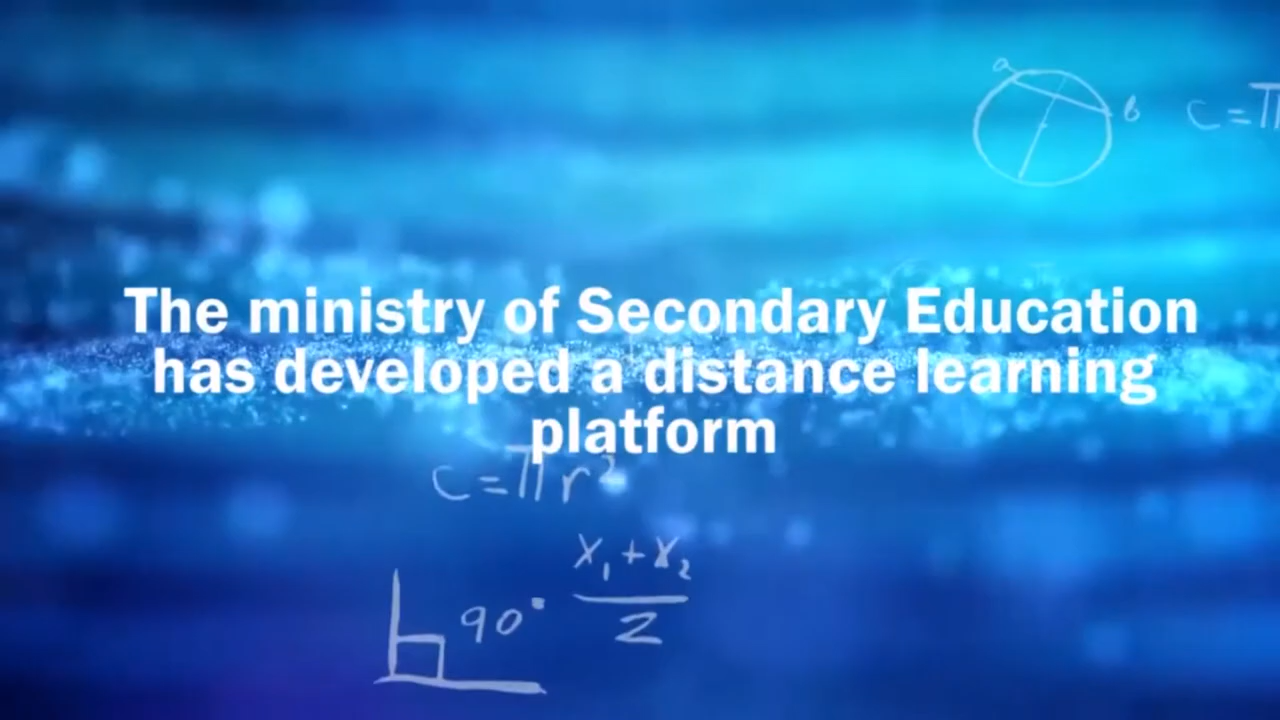 a
b
c=π
The ministry of Secondary Education
has developed a distance learning
platform
c=πr²
x₁+x₂
2
90°